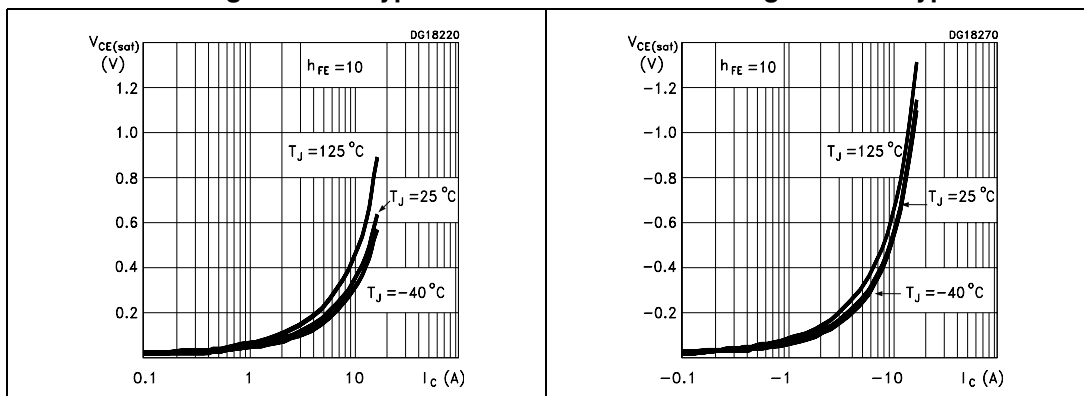 DG18220
V_CE(sat)
(V)
h_FE=10
1.2
1.0
T_J=125°C
0.8
T_J=25°C
0.6
0.4
T_J=-40°C
0.2
0.1 1 10 I_C (A)
DG18270
V_CE(sat)
(V)
h_FE=10
-1.2
-1.0
T_J=125°C
-0.8
T_J=25°C
-0.6
-0.4
T_J=-40°C
-0.2
-0.1 -1 -10 I_C (A)